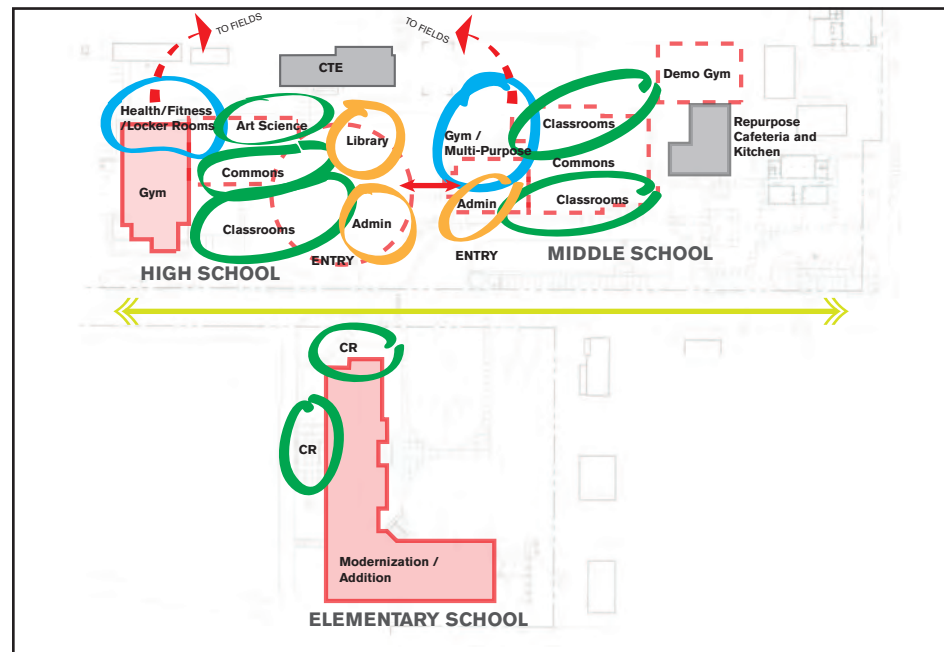 TO FIELDS
TO FIELDS
CTE
Demo Gym
Health/Fitness
/Locker Rooms
Art Science
Library
Gym /
Multi-Purpose
Classrooms
Repurpose
Cafeteria and
Kitchen
Commons
Commons
Gym
Classrooms
Admin
Admin
Classrooms
ENTRY
ENTRY
HIGH SCHOOL
MIDDLE SCHOOL
CR
CR
Modernization /
Addition
ELEMENTARY SCHOOL